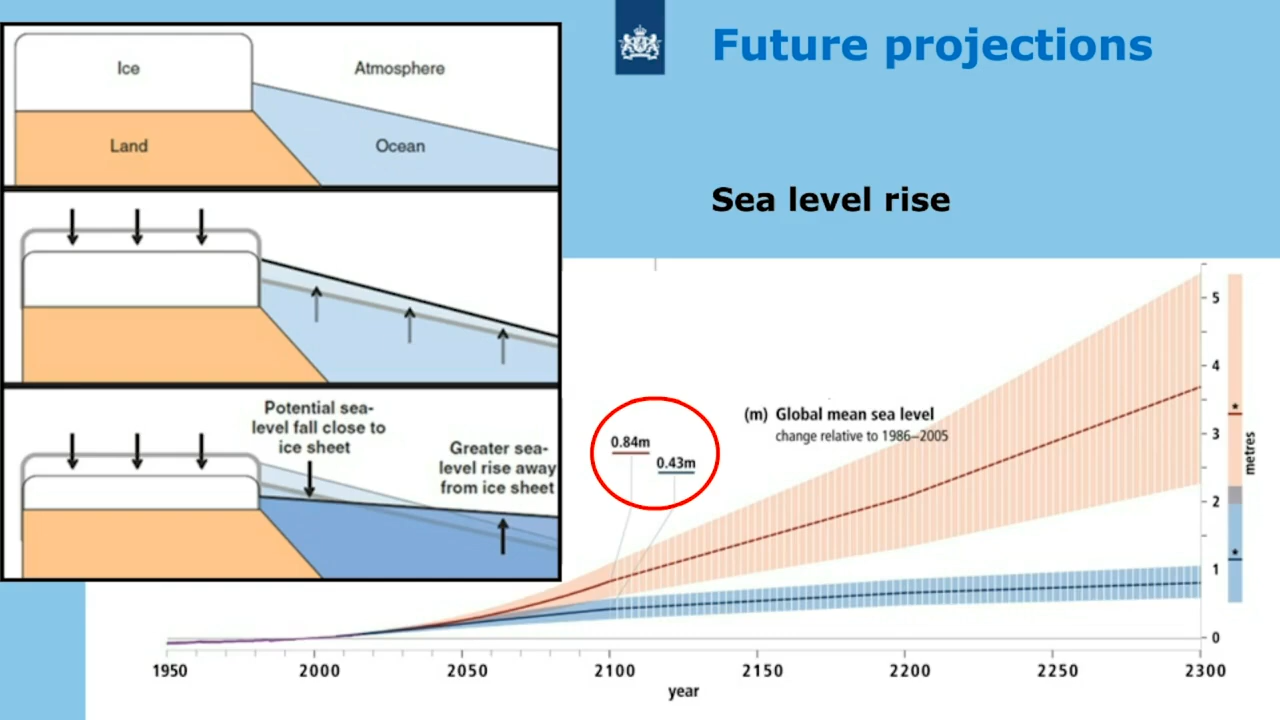 Future projections
Sea level rise
Ice
Atmosphere
Land
Ocean
Potential sea-
level fall close to
ice sheet
Greater sea-
level rise away
from ice sheet
(m) Global mean sea level
change relative to 1986–2005
0.84m
0.43m
5
4
3
2
1
0
metres
*
*
1950
2000
2050
2100
2150
2200
2250
2300
year